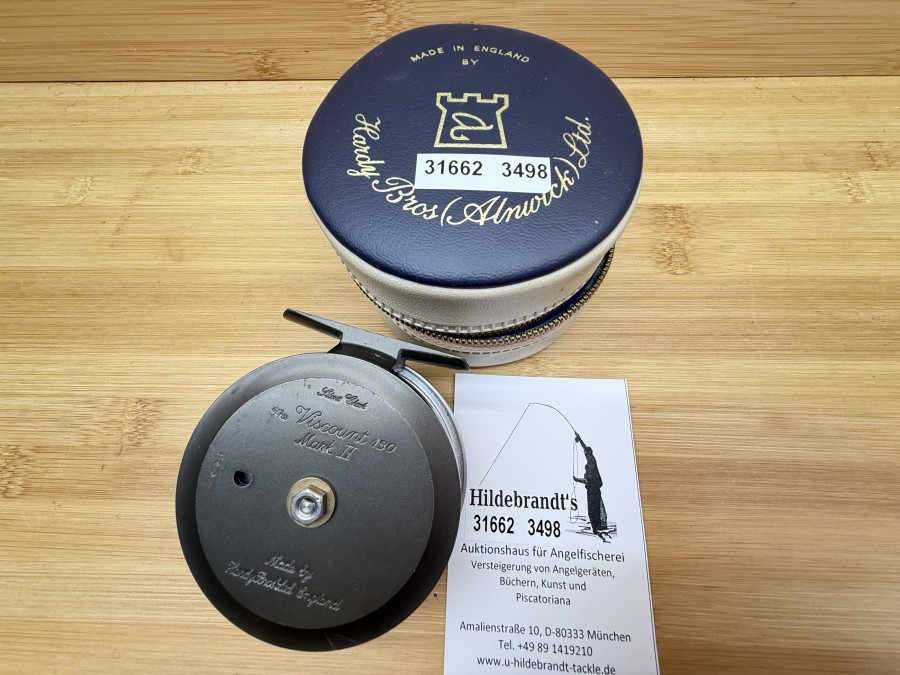 MADE IN ENGLAND
BY
a
Hardy Bros (Alnwick) Ltd.
31662 3498
Silent Check
The Viscount 130
Mark II
Made by
Hardy Bros Ltd England
Hildebrandt's
31662 3498
Auktionshaus für Angelfischerei
Versteigerung von Angelgeräten,
Büchern, Kunst und
Piscatoriana
Amalienstraße 10, D-80333 München
Tel. +49 89 1419210
www.u-hildebrandt-tackle.de